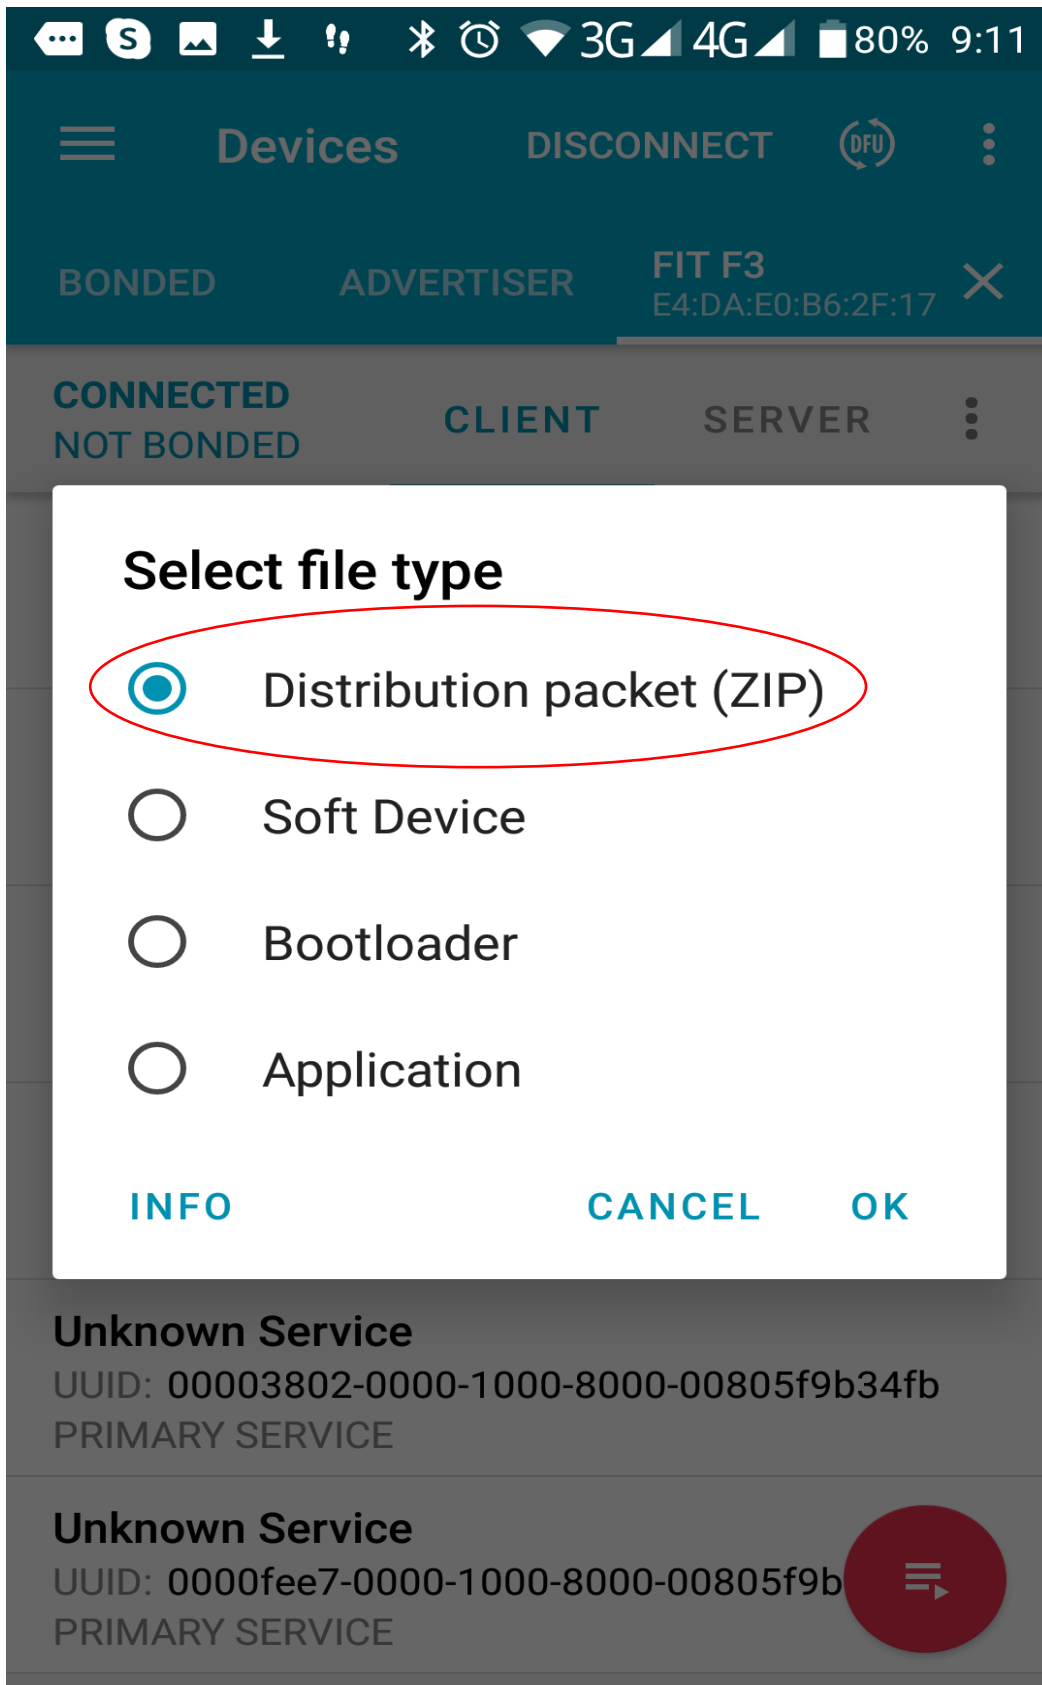 S 3G 4G 80% 9:11
Devices DISCONNECT DFU
BONDED ADVERTISER FIT F3
E4:DA:E0:B6:2F:17
CONNECTED
NOT BONDED CLIENT SERVER
Select file type
Distribution packet (ZIP)
Soft Device
Bootloader
Application
INFO CANCEL OK
Unknown Service
UUID: 00003802-0000-1000-8000-00805f9b34fb
PRIMARY SERVICE
Unknown Service
UUID: 0000fee7-0000-1000-8000-00805f9b
PRIMARY SERVICE